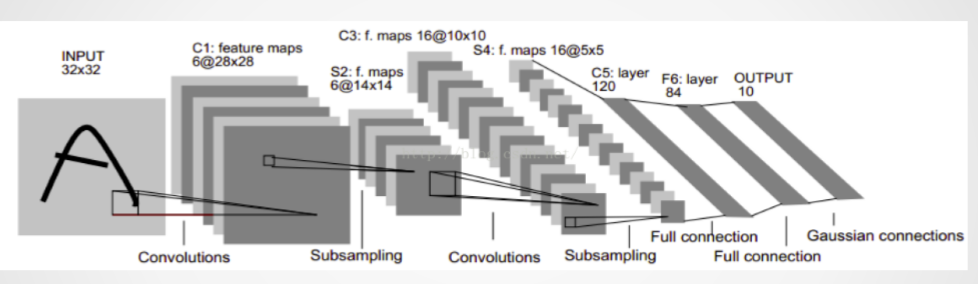 INPUT
32x32
C1: feature maps
6@28x28
C3: f. maps 16@10x10
S2: f. maps
6@14x14
S4: f. maps 16@5x5
C5: layer
120
F6: layer
84
OUTPUT
10
A
Convolutions
Subsampling
Convolutions
Subsampling
Full connection
Full connection
Gaussian connections